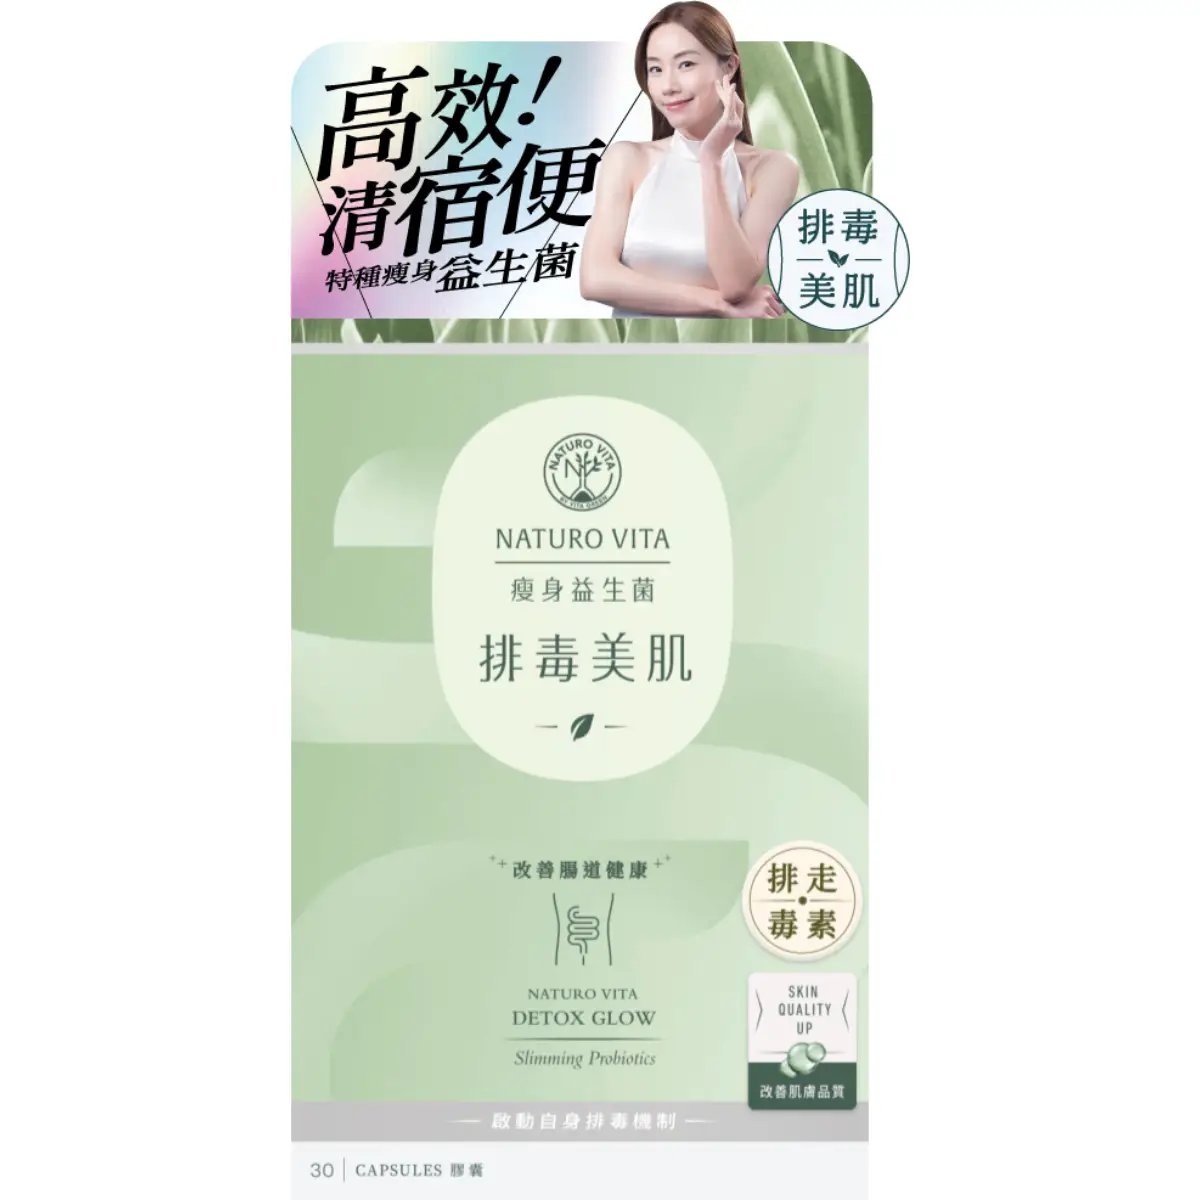 高效!
清宿便
特種瘦身益生菌
排毒
美肌
NATURO VITA
BY VITA GREEN
NATURO VITA
瘦身益生菌
排毒美肌
改善腸道健康
NATURO VITA
DETOX GLOW
Slimming Probiotics
排走
毒素
SKIN
QUALITY
UP
改善肌膚品質
啟動自身排毒機制
30 CAPSULES 膠囊